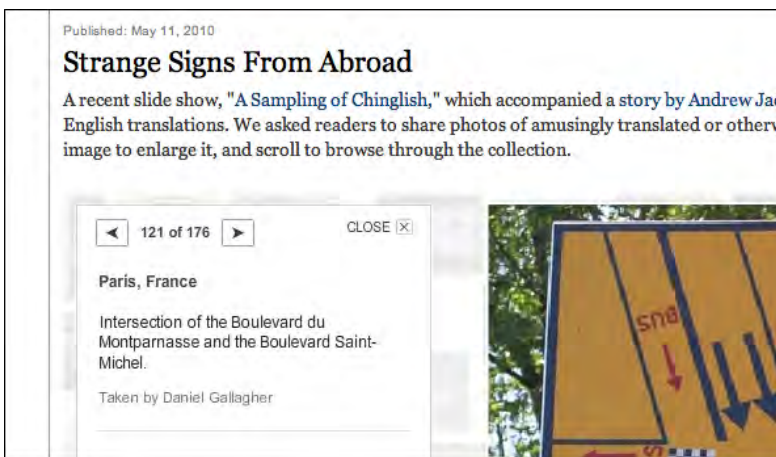 Published: May 11, 2010
Strange Signs From Abroad
A recent slide show, "A Sampling of Chinglish," which accompanied a story by Andrew
English translations. We asked readers to share photos of amusingly translated or
image to enlarge it, and scroll to browse through the collection.
121 of 176
CLOSE
Paris, France
Intersection of the Boulevard du
Montparnasse and the Boulevard Saint-
Michel.
Taken by Daniel Gallagher
BUS